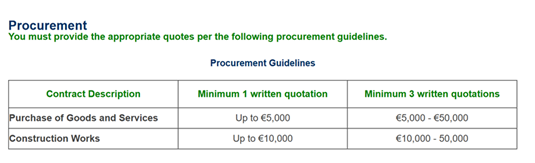 Procurement
You must provide the appropriate quotes per the following procurement guidelines.
Procurement Guidelines
Contract Description Minimum 1 written quotation Minimum 3 written quotations
Purchase of Goods and Services Up to €5,000 €5,000 - €50,000
Construction Works Up to €10,000 €10,000 - 50,000